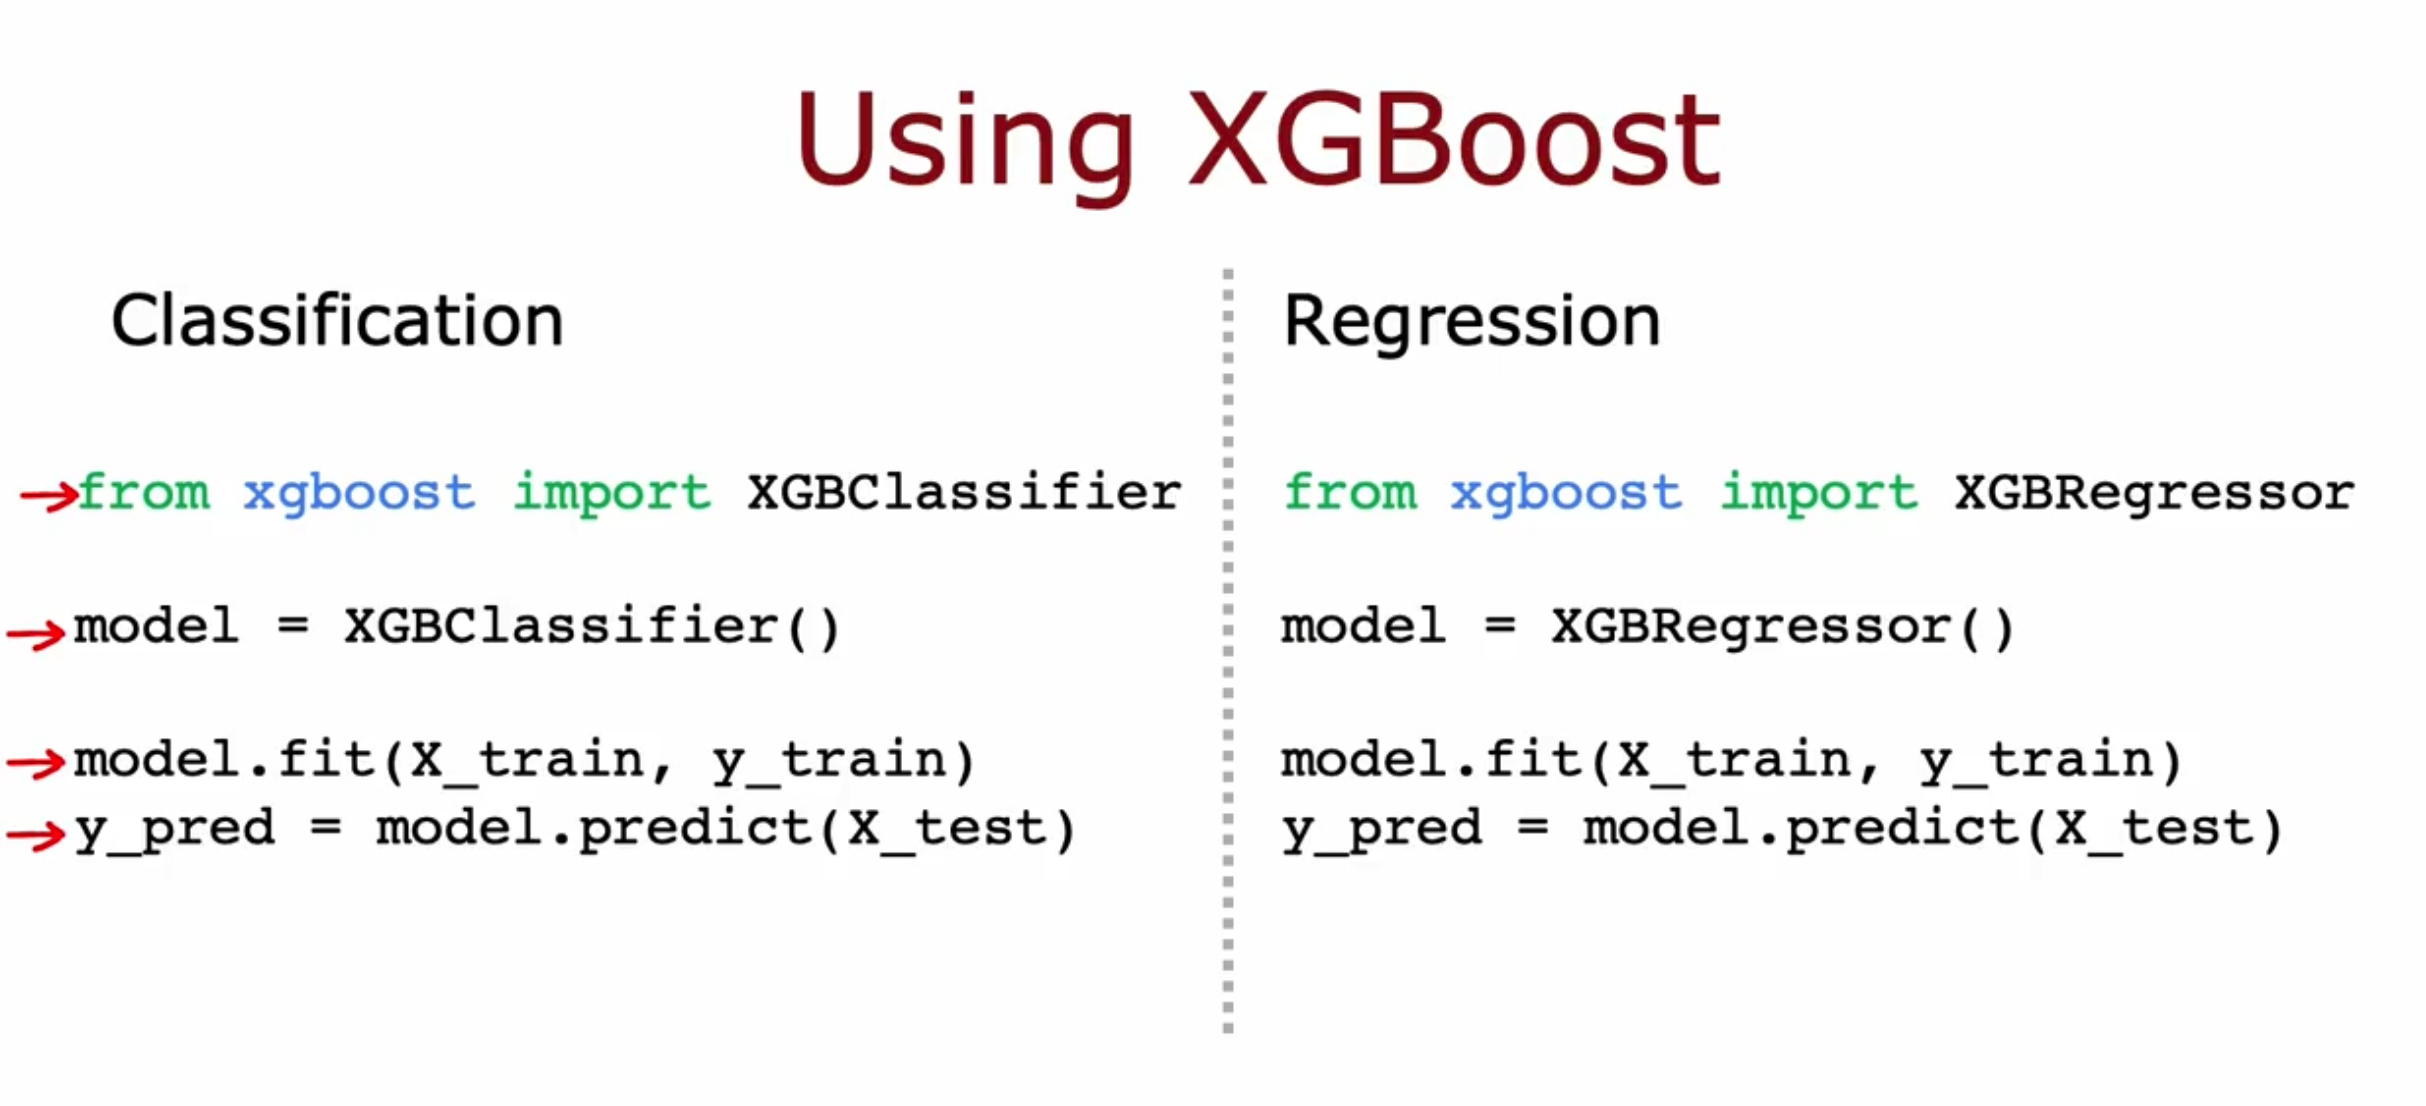 Using XGBoost
Classification
from xgboost import XGBClassifier
model = XGBClassifier()
model.fit(X_train, y_train)
y_pred = model.predict(X_test)
Regression
from xgboost import XGBRegressor
model = XGBRegressor()
model.fit(X_train, y_train)
y_pred = model.predict(X_test)